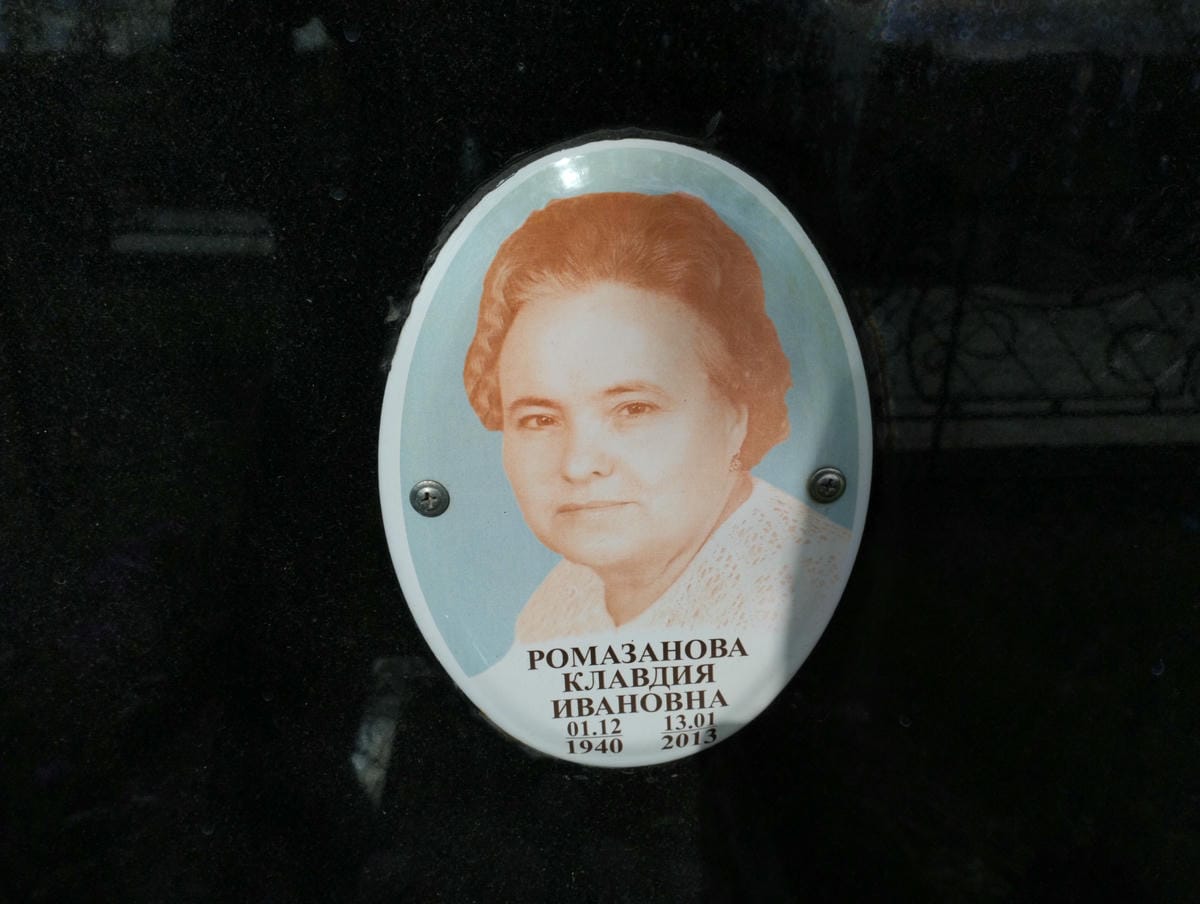 РОМАЗАНОВА
КЛАВДИЯ
ИВАНОВНА
01.12 13.01
1940 2013